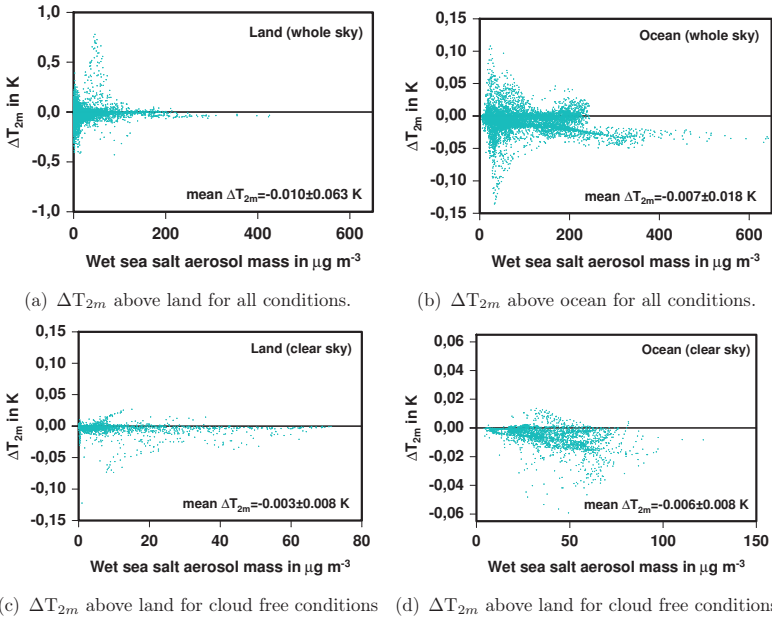 1,0
0,5
0,0
-0,5
-1,0
ΔT2m in K
Land (whole sky)
mean ΔT2m=-0.010±0.063 K
0 200 400 600
Wet sea salt aerosol mass in μg m-3
(a) ΔT2m above land for all conditions.
0,15
0,10
0,05
0,00
-0,05
-0,10
-0,15
ΔT2m in K
Ocean (whole sky)
mean ΔT2m=-0.007±0.018 K
0 200 400 600
Wet sea salt aerosol mass in μg m-3
(b) ΔT2m above ocean for all conditions.
0,15
0,10
0,05
0,00
-0,05
-0,10
-0,15
ΔT2m in K
Land (clear sky)
mean ΔT2m=-0.003±0.008 K
0 20 40 60 80
Wet sea salt aerosol mass in μg m-3
(c) ΔT2m above land for cloud free conditions
0,06
0,04
0,02
0,00
-0,02
-0,04
-0,06
ΔT2m in K
Ocean (clear sky)
mean ΔT2m=-0.006±0.008 K
0 50 100 150
Wet sea salt aerosol mass in μg m-3
(d) ΔT2m above land for cloud free conditions